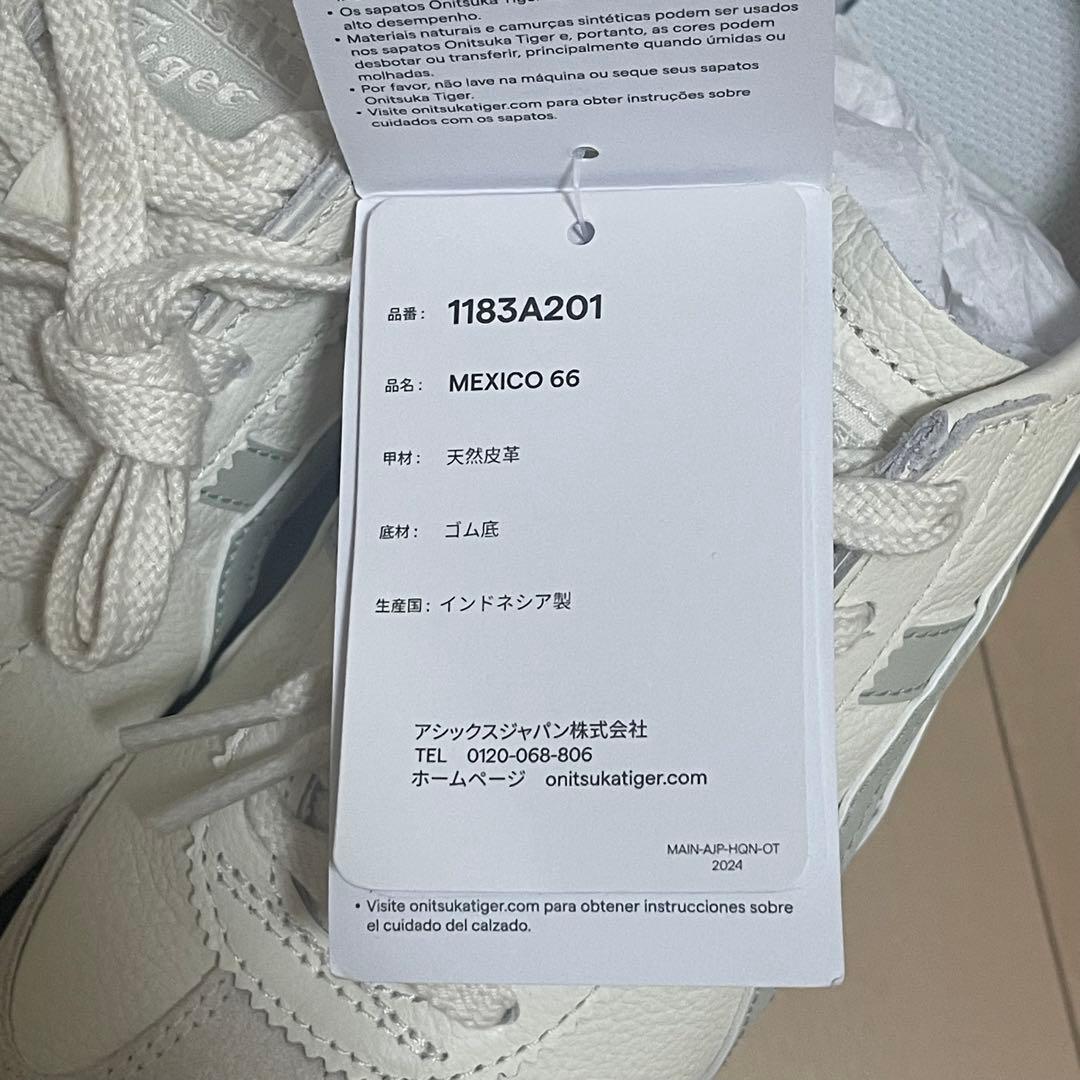 tiger
• Os sapatos Onitsuka
alto desempenho.
• Materiais naturais e camurças sintéticas podem ser usados
nos sapatos Onitsuka Tiger e, portanto, as cores podem
desbotar ou transferir, principalmente quando úmidas ou
molhadas.
• Por favor, não lave na máquina ou seque seus sapatos
Onitsuka Tiger.
• Visite onitsukatiger.com para obter instruções sobre
cuidados com os sapatos.
品番: 1183A201
品名: MEXICO 66
甲材: 天然皮革
底材: ゴム底
生産国: インドネシア製
アシックスジャパン株式会社
TEL 0120-068-806
ホームページ onitsukatiger.com
MAIN-AJP-HQN-OT
2024
• Visite onitsukatiger.com para obtener instrucciones sobre
el cuidado del calzado.